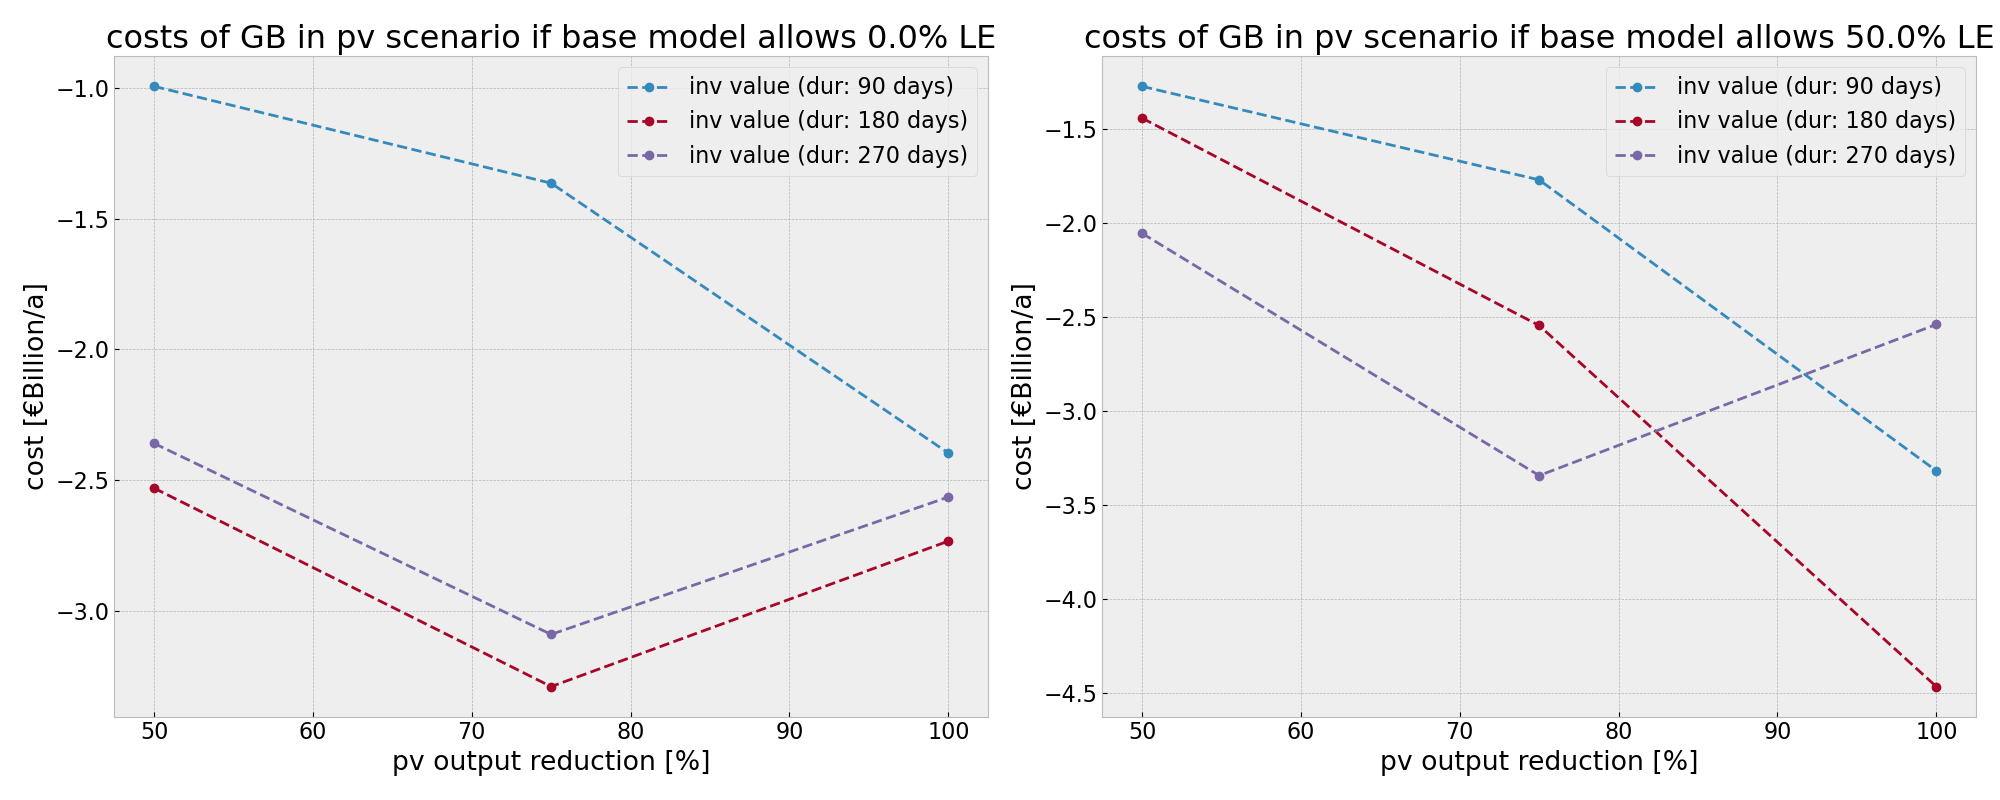 costs of GB in pv scenario if base model allows 0.0% LE
inv value (dur: 90 days)
inv value (dur: 180 days)
inv value (dur: 270 days)
−1.0
−1.5
−2.0
−2.5
−3.0
cost [€Billion/a]
50 60 70 80 90 100
pv output reduction [%]
costs of GB in pv scenario if base model allows 50.0% LE
inv value (dur: 90 days)
inv value (dur: 180 days)
inv value (dur: 270 days)
−1.5
−2.0
−2.5
−3.0
−3.5
−4.0
−4.5
cost [€Billion/a]
50 60 70 80 90 100
pv output reduction [%]